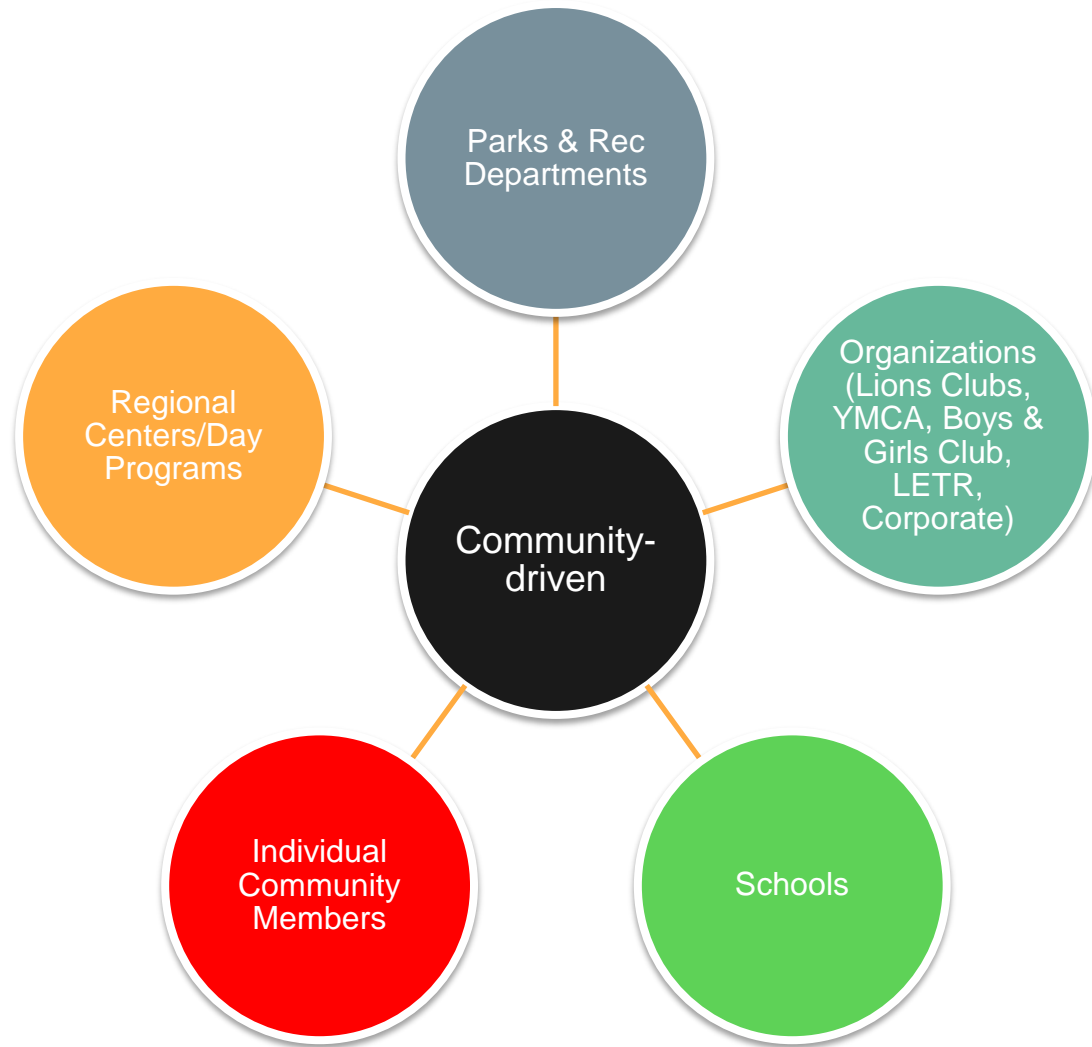 Parks & Rec
Departments
Organizations
(Lions Clubs,
YMCA, Boys &
Girls Club,
LETR,
Corporate)
Regional
Centers/Day
Programs
Community-
driven
Individual
Community
Members
Schools